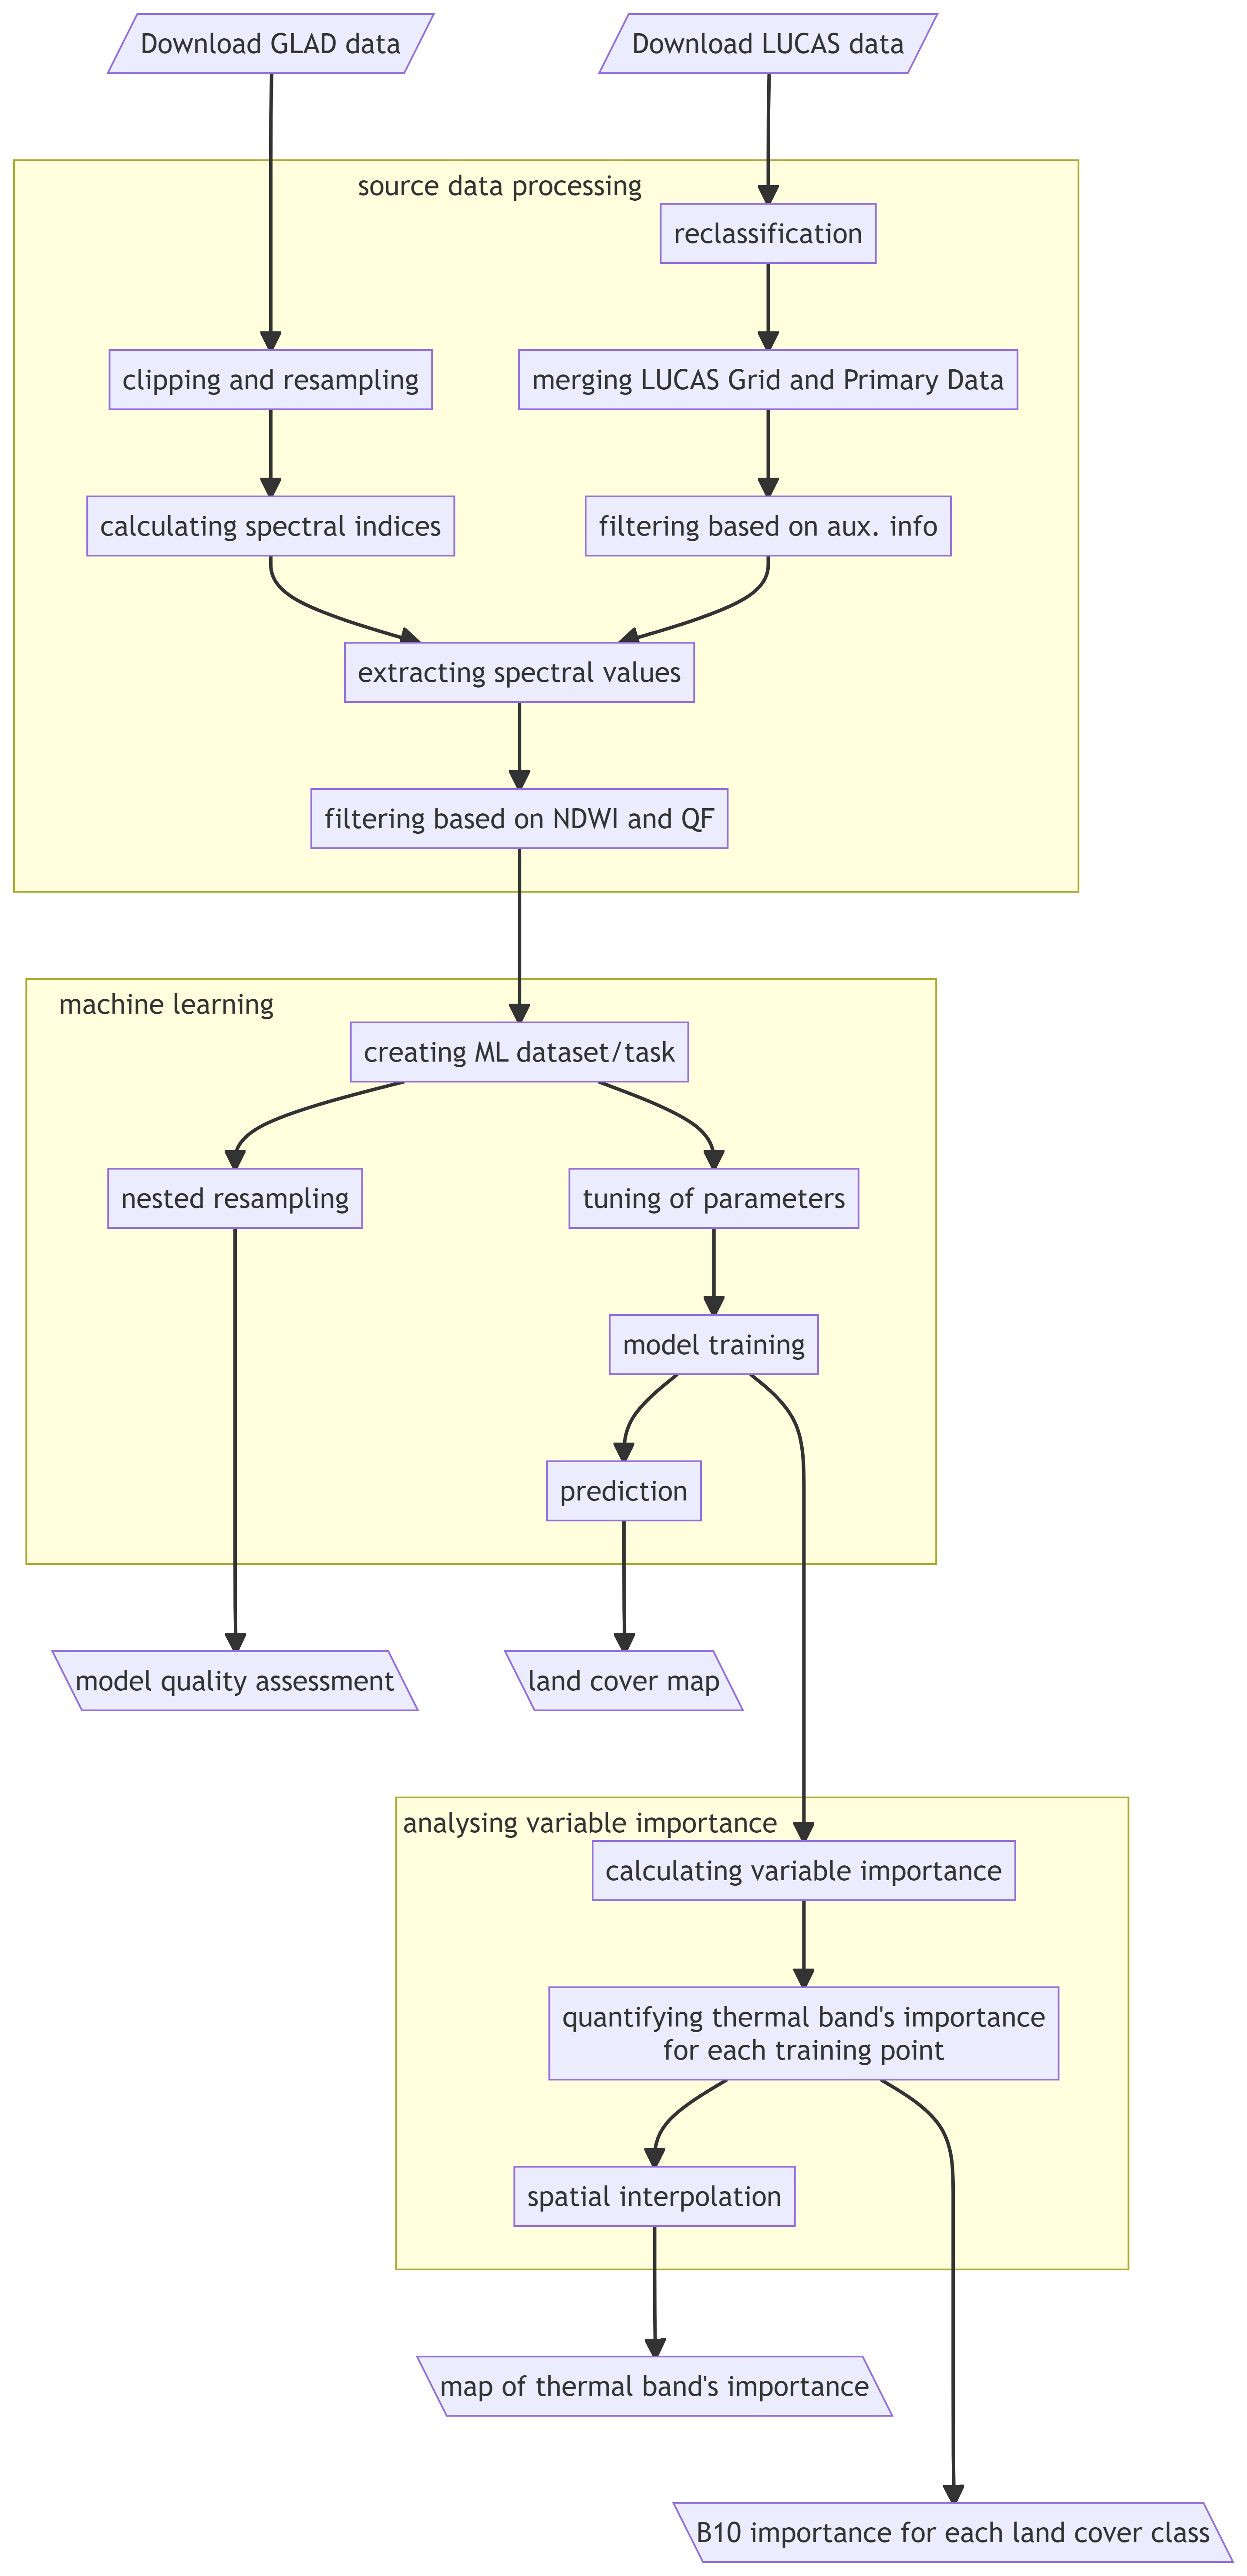 Download GLAD data
Download LUCAS data
source data processing
reclassification
clipping and resampling
merging LUCAS Grid and Primary Data
calculating spectral indices
filtering based on aux. info
extracting spectral values
filtering based on NDWI and QF
machine learning
creating ML dataset/task
nested resampling
tuning of parameters
model training
prediction
model quality assessment
land cover map
analysing variable importance
calculating variable importance
quantifying thermal band's importance
for each training point
spatial interpolation
map of thermal band's importance
B10 importance for each land cover class